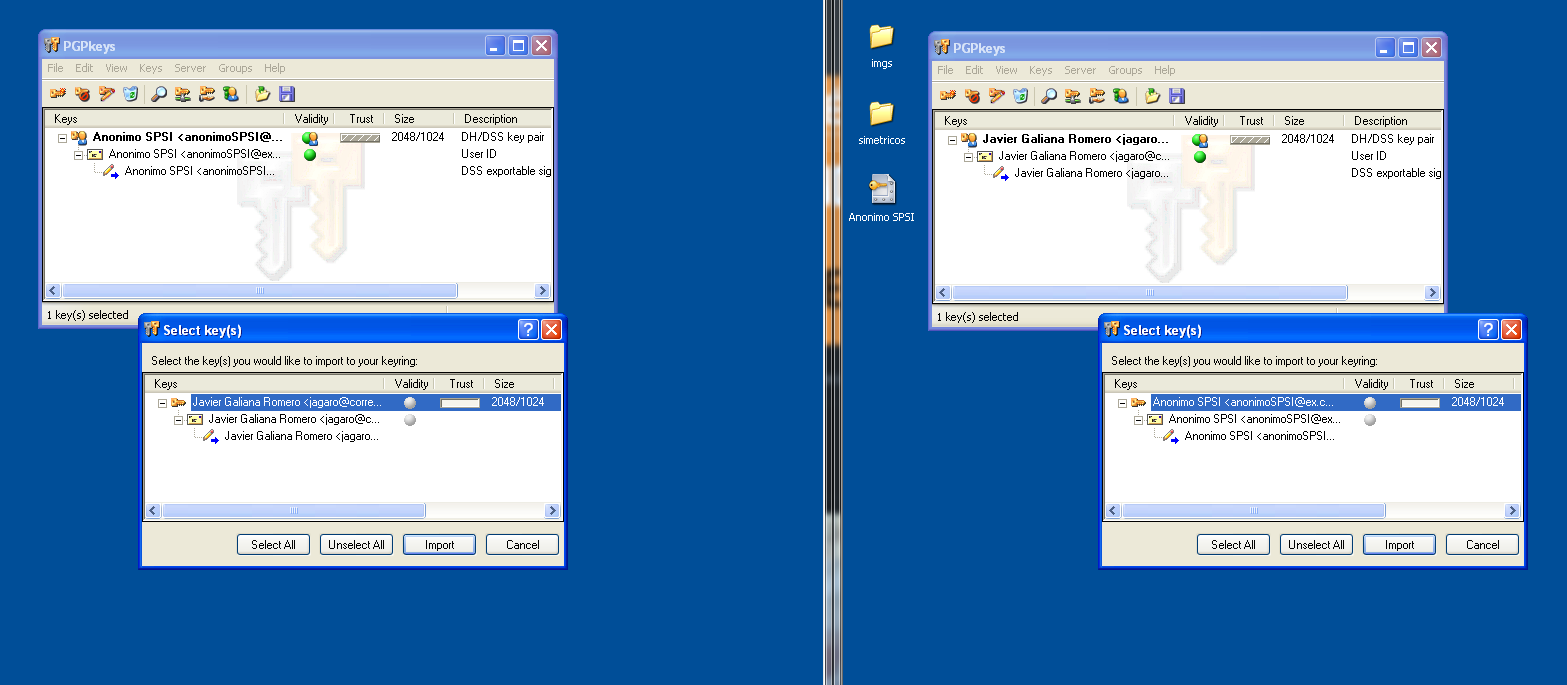 PGPkeys
File Edit View Keys Server Groups Help
Keys Validity Trust Size Description
Anonimo SPSI <anonimoSPSI@... 2048/1024 DH/DSS key pair
Anonimo SPSI <anonimoSPSI@ex... User ID
Anonimo SPSI <anonimoSPSI... DSS exportable sig
1 key(s) selected
Select key(s)
Select the key(s) you would like to import to your keyring:
Keys Validity Trust Size
Javier Galiana Romero <jagaro@corre... 2048/1024
Javier Galiana Romero <jagaro@c...
Javier Galiana Romero <jagaro...
Select All Unselect All Import Cancel
imgs
simetricos
Anonimo SPSI
PGPkeys
File Edit View Keys Server Groups Help
Keys Validity Trust Size Description
Javier Galiana Romero <jagaro... 2048/1024 DH/DSS key pair
Javier Galiana Romero <jagaro@c... User ID
Javier Galiana Romero <jagaro... DSS exportable sig
1 key(s) selected
Select key(s)
Select the key(s) you would like to import to your keyring:
Keys Validity Trust Size
Anonimo SPSI <anonimoSPSI@ex.c... 2048/1024
Anonimo SPSI <anonimoSPSI@ex...
Anonimo SPSI <anonimoSPSI...
Select All Unselect All Import Cancel